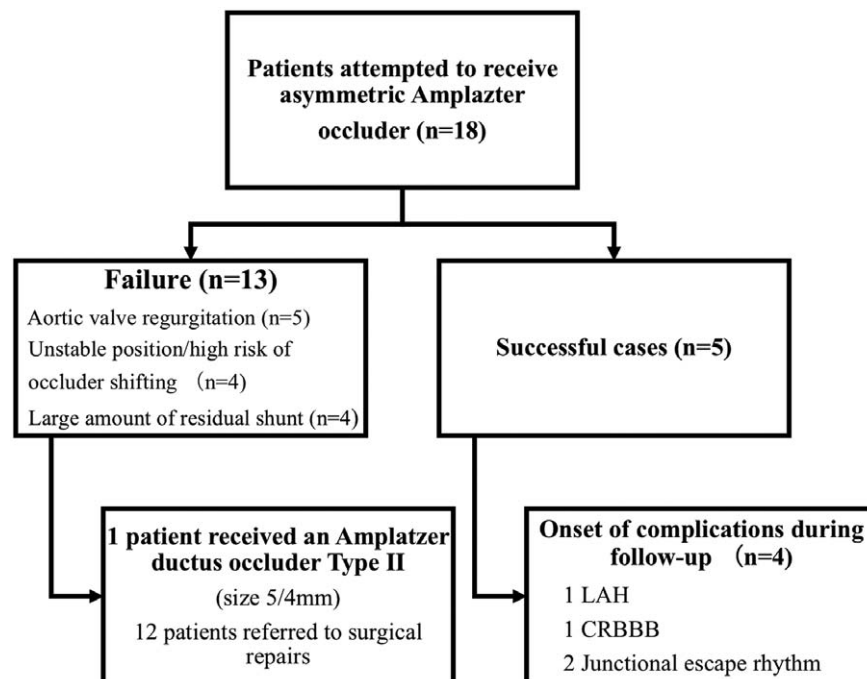 Patients attempted to receive
asymmetric Amplazter
occluder (n=18)
Failure (n=13)
Aortic valve regurgitation (n=5)
Unstable position/high risk of
occluder shifting （n=4)
Large amount of residual shunt (n=4)
Successful cases (n=5)
1 patient received an Amplatzer
ductus occluder Type II
(size 5/4mm)
12 patients referred to surgical
repairs
Onset of complications during
follow-up （n=4)
1 LAH
1 CRBBB
2 Junctional escape rhythm